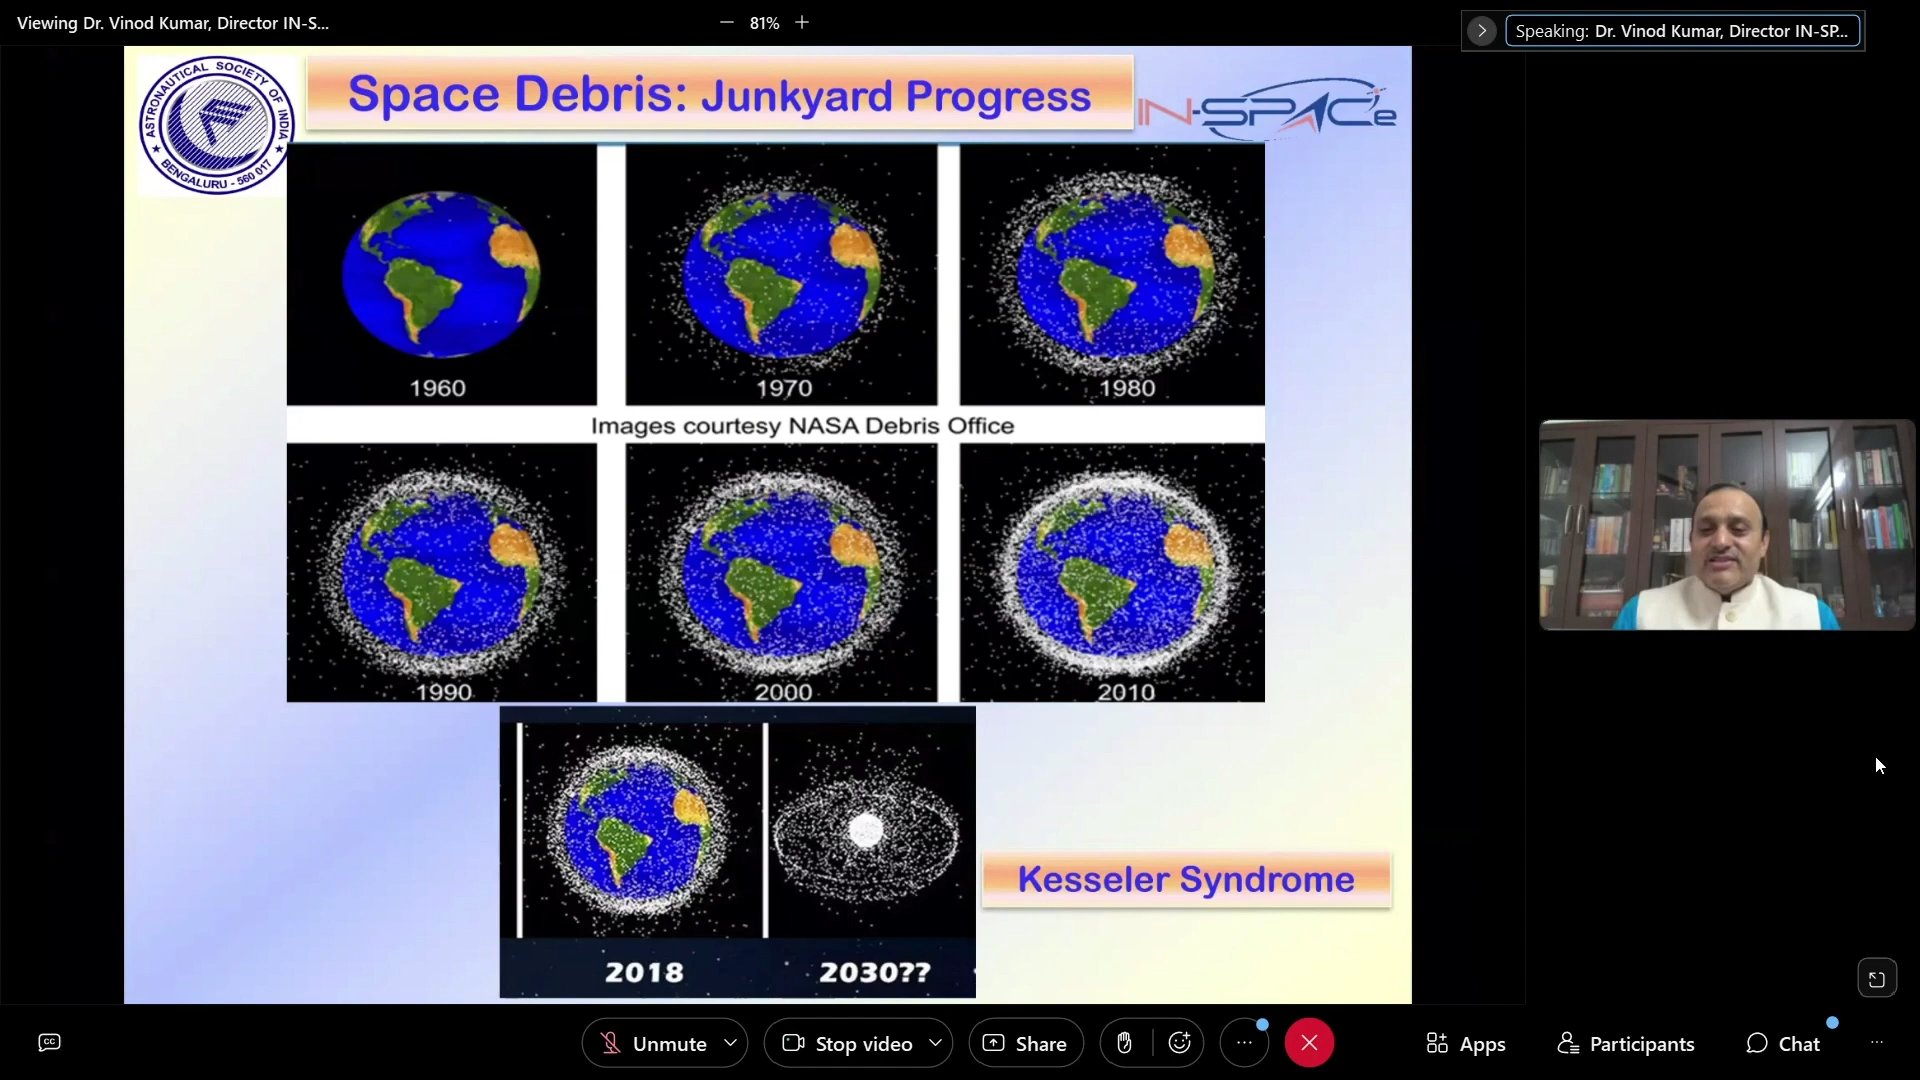 Viewing Dr. Vinod Kumar, Director IN-S...
81%
Speaking: Dr. Vinod Kumar, Director IN-SP...
ASTRONAUTICAL SOCIETY OF INDIA
BENGALURU - 560 017
Space Debris: Junkyard Progress
IN-SPACe
1960
1970
1980
Images courtesy NASA Debris Office
1990
2000
2010
2018
2030??
Kesseler Syndrome
CC
Unmute
Stop video
Share
Apps
Participants
Chat